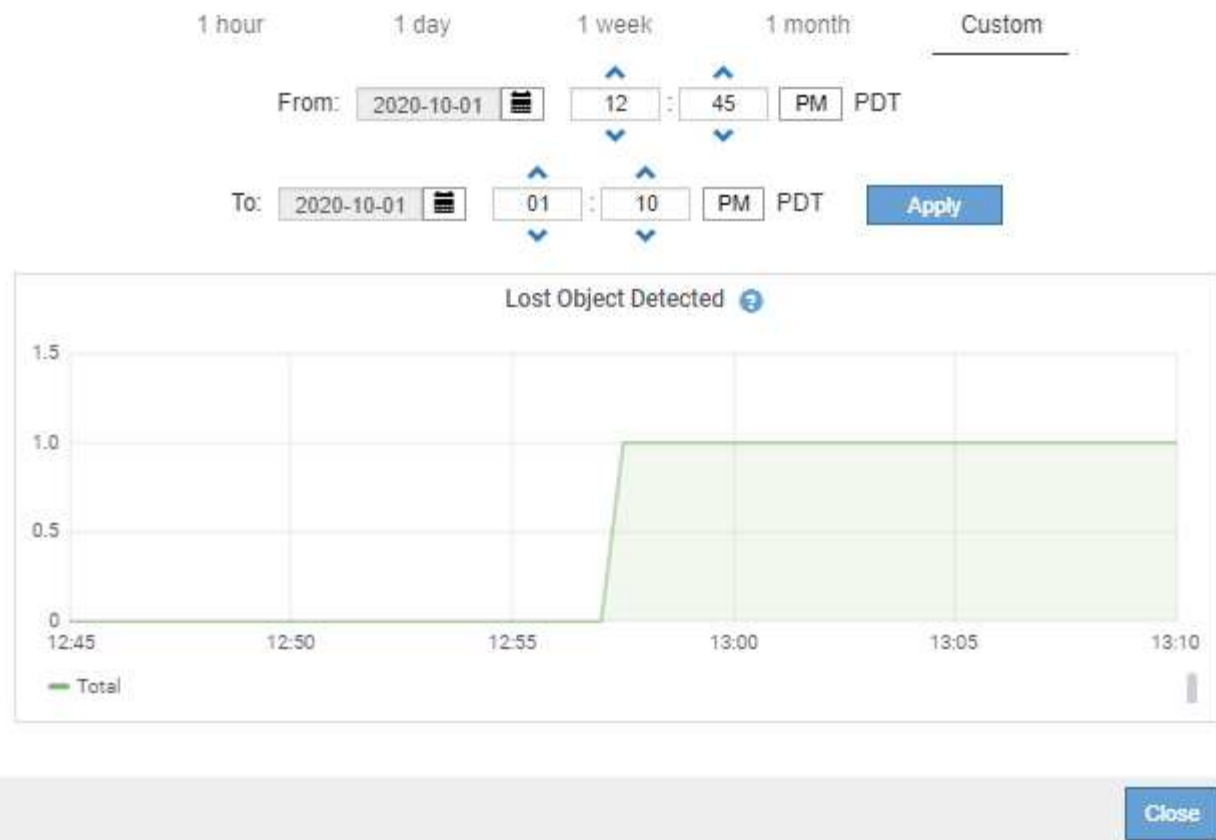 1 hour 1 day 1 week 1 month Custom
From: 2020-10-01 12 : 45 PM PDT
To: 2020-10-01 01 : 10 PM PDT Apply
Lost Object Detected ?
1.5
1.0
0.5
0
12:45 12:50 12:55 13:00 13:05 13:10
Total
Close